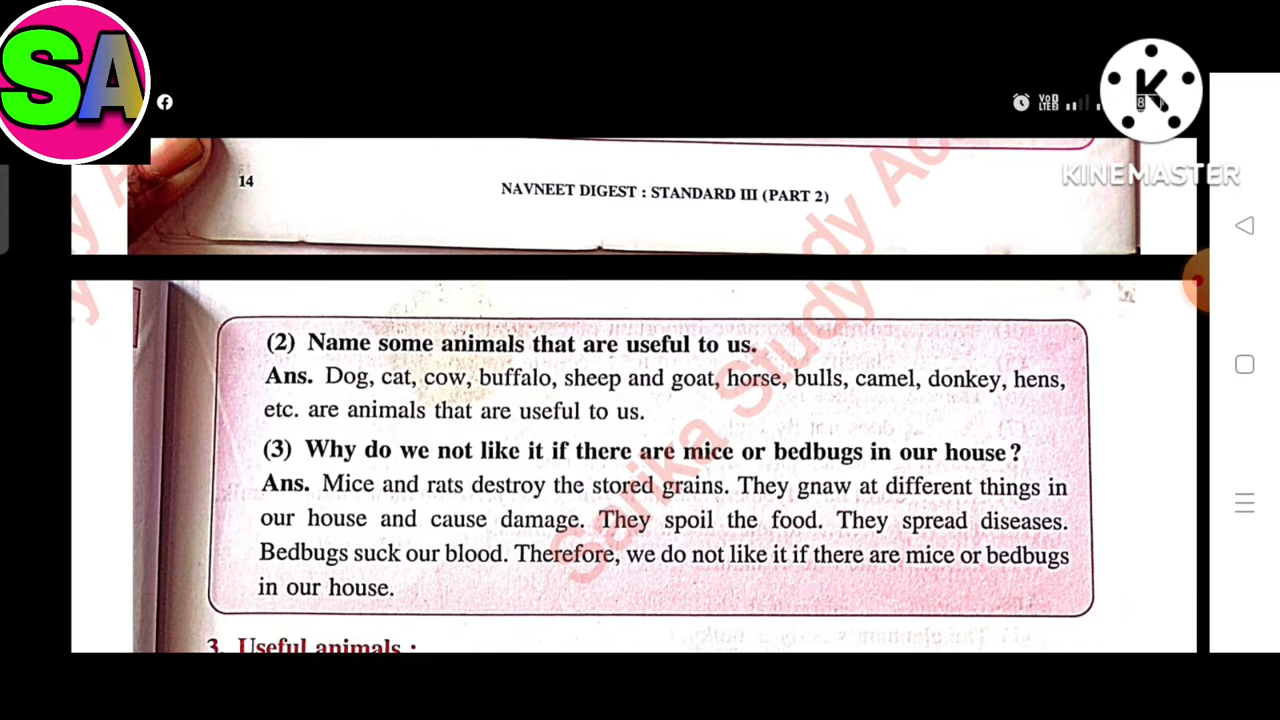 SA
VoD
LTE2
KINEMASTER
14
NAVNEET DIGEST : STANDARD III (PART 2)
(2) Name some animals that are useful to us.
Ans. Dog, cat, cow, buffalo, sheep and goat, horse, bulls, camel, donkey, hens,
etc. are animals that are useful to us.
(3) Why do we not like it if there are mice or bedbugs in our house ?
Ans. Mice and rats destroy the stored grains. They gnaw at different things in
our house and cause damage. They spoil the food. They spread diseases.
Bedbugs suck our blood. Therefore, we do not like it if there are mice or bedbugs
in our house.
3. Useful animals :
Sarika Study